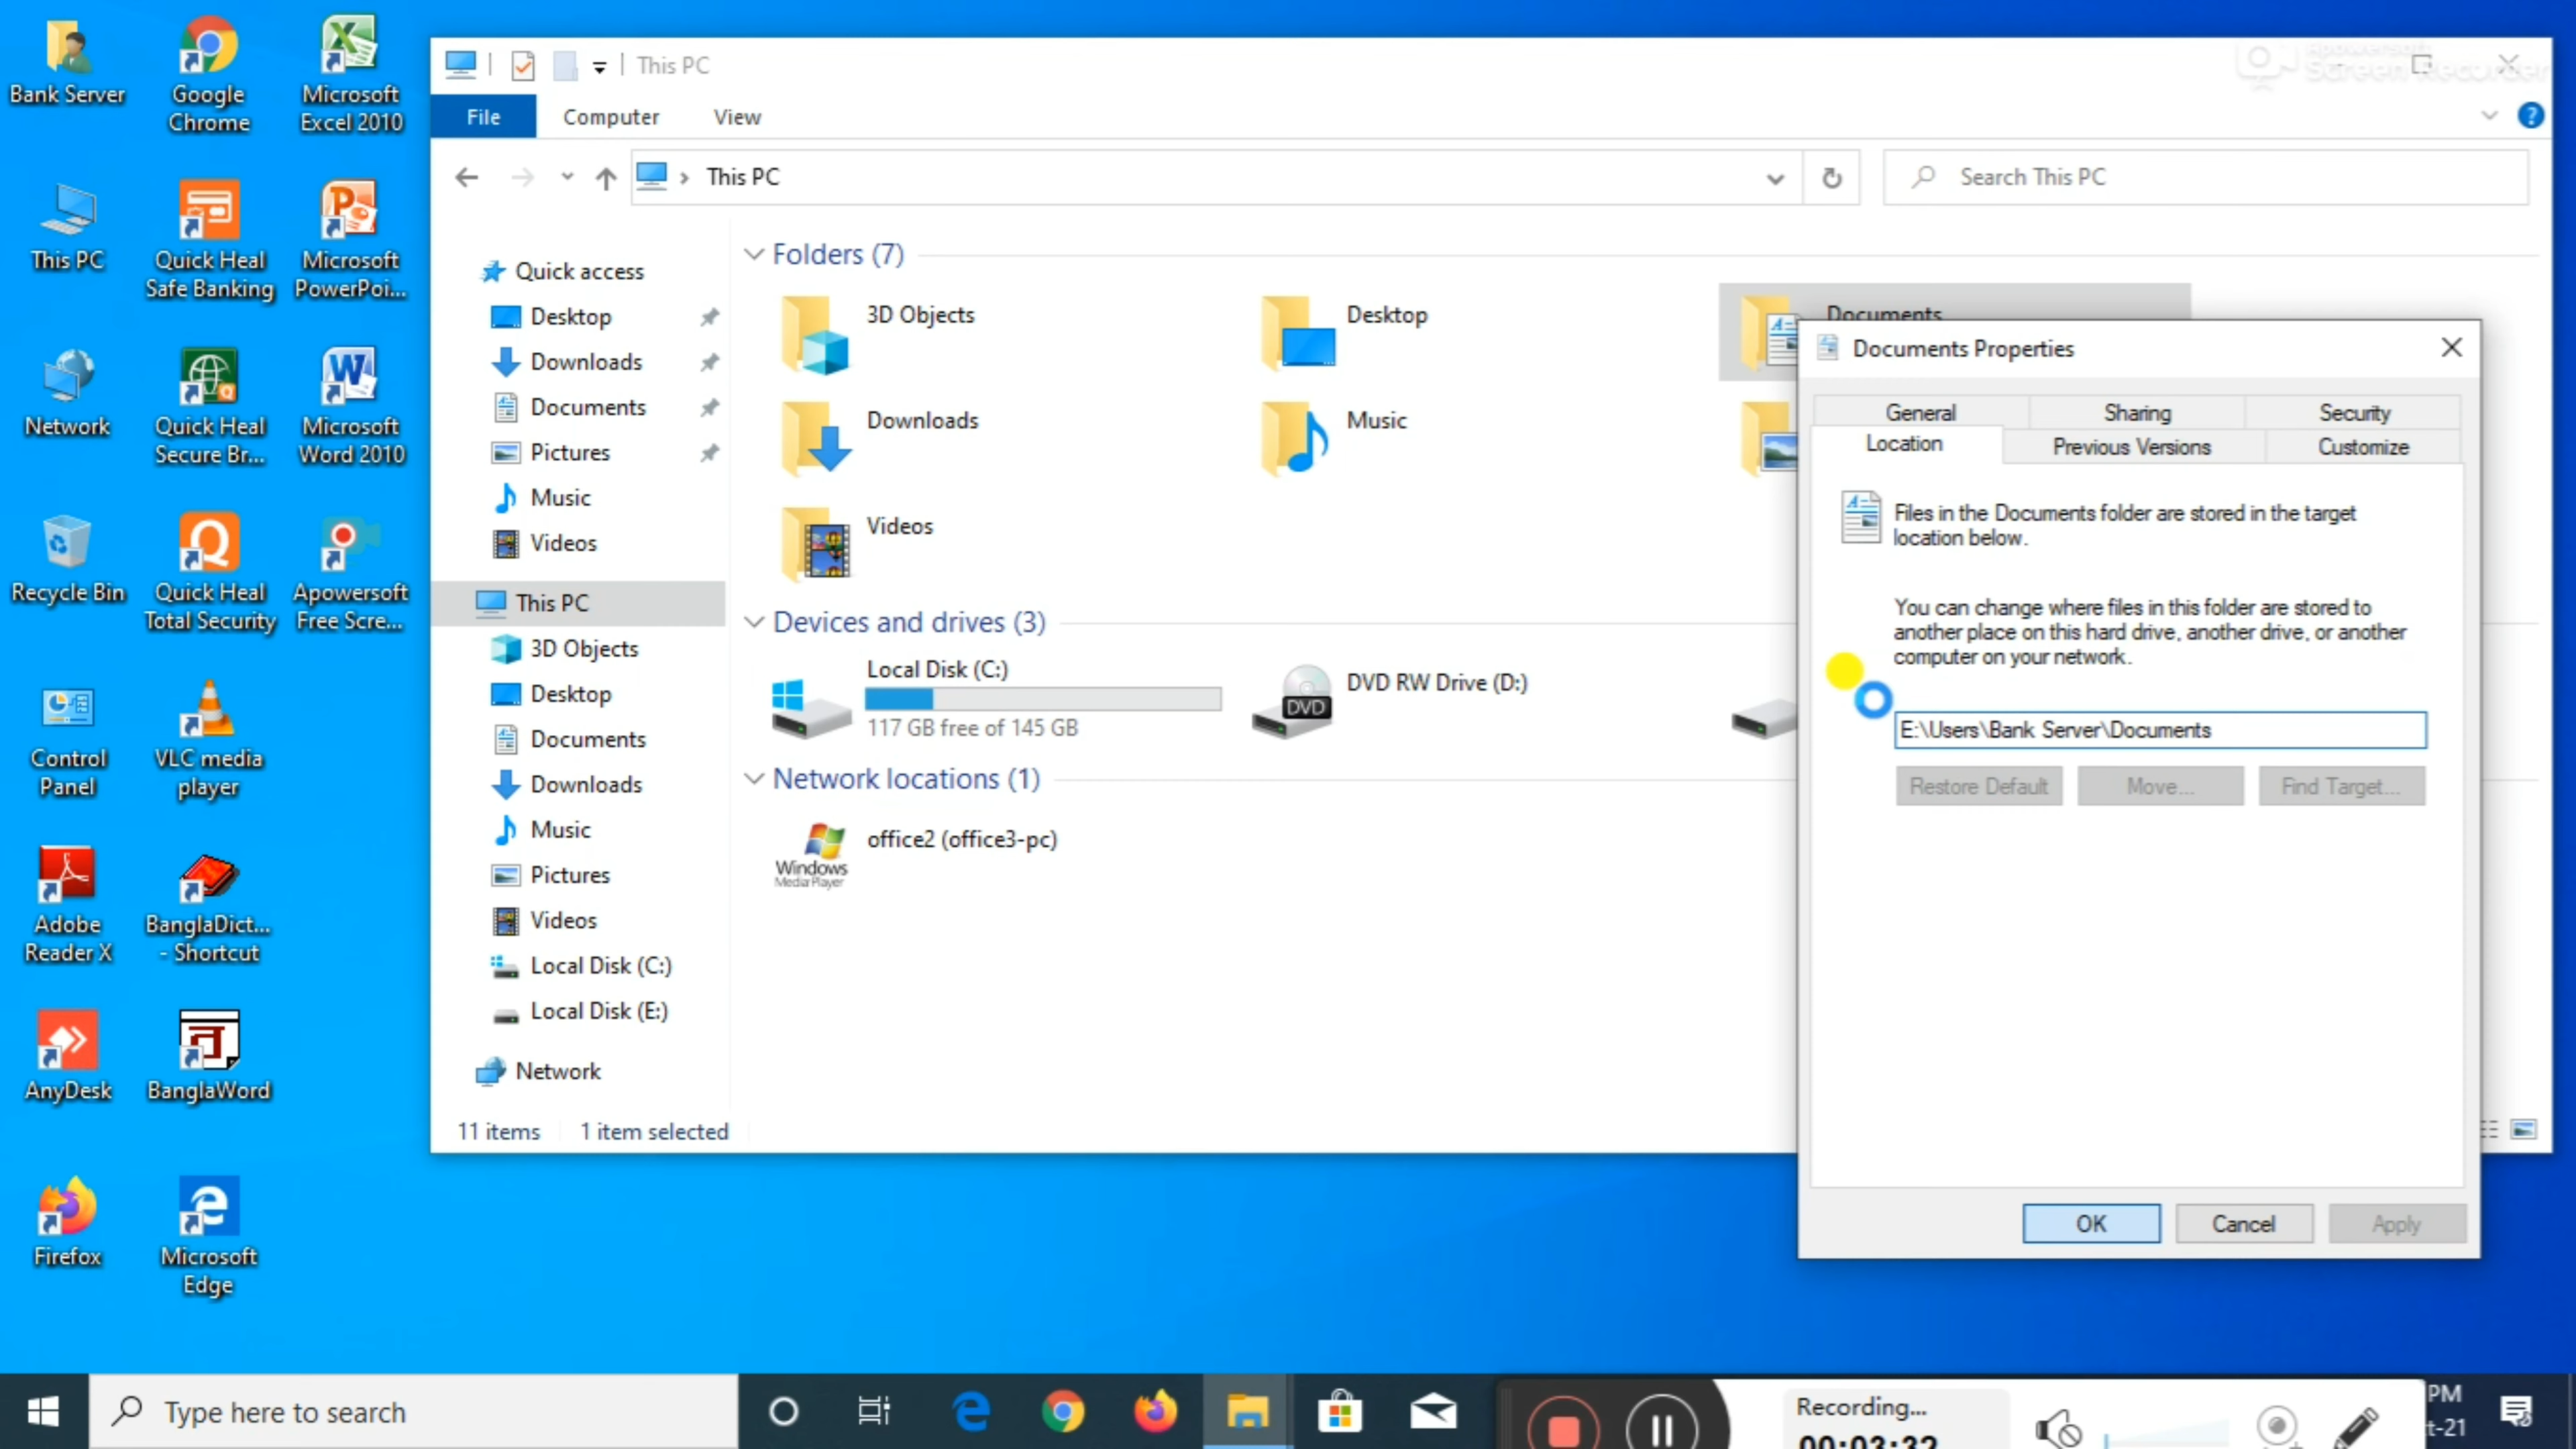 Bank Server
Google
Chrome
Microsoft
Excel 2010
This PC
Quick Heal
Safe Banking
Microsoft
PowerPoi...
Network
Quick Heal
Secure Br...
Microsoft
Word 2010
Recycle Bin
Quick Heal
Total Security
Apowersoft
Free Scre...
Control
Panel
VLC media
player
Adobe
Reader X
BanglaDict...
- Shortcut
AnyDesk
BanglaWord
Firefox
Microsoft
Edge
This PC
Apowersoft
Screen Recorder
File
Computer
View
This PC
Search This PC
Quick access
Desktop
Downloads
Documents
Pictures
Music
Videos
This PC
3D Objects
Desktop
Documents
Downloads
Music
Pictures
Videos
Local Disk (C:)
Local Disk (E:)
Network
Folders (7)
3D Objects
Desktop
Documents
Downloads
Music
Videos
Devices and drives (3)
Local Disk (C:)
117 GB free of 145 GB
DVD
DVD RW Drive (D:)
Network locations (1)
Windows
Media Player
office2 (office3-pc)
11 items
1 item selected
Documents Properties
General
Sharing
Security
Location
Previous Versions
Customize
Files in the Documents folder are stored in the target
location below.
You can change where files in this folder are stored to
another place on this hard drive, another drive, or another
computer on your network.
E:\Users\Bank Server\Documents
Restore Default
Move...
Find Target...
OK
Cancel
Apply
Type here to search
Recording...
00:03:32
PM
t-21